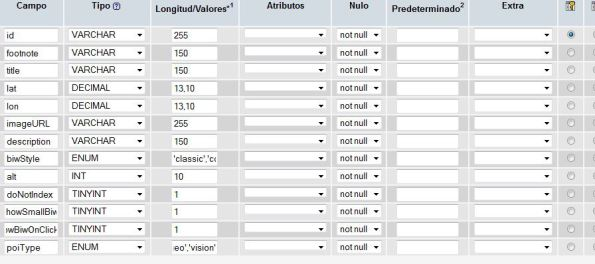 Campo Tipo Longitud/Valores*1 Atributos Nulo Predeterminado2 Extra
id VARCHAR 255 not null
footnote VARCHAR 150 not null
title VARCHAR 150 not null
lat DECIMAL 13,10 not null
lon DECIMAL 13,10 not null
imageURL VARCHAR 255 not null
description VARCHAR 150 not null
biwStyle ENUM 'classic','co not null
alt INT 10 not null
doNotIndex TINYINT 1 not null
howSmallBiw TINYINT 1 not null
wBiwOnClick TINYINT 1 not null
poiType ENUM eo','vision' not null